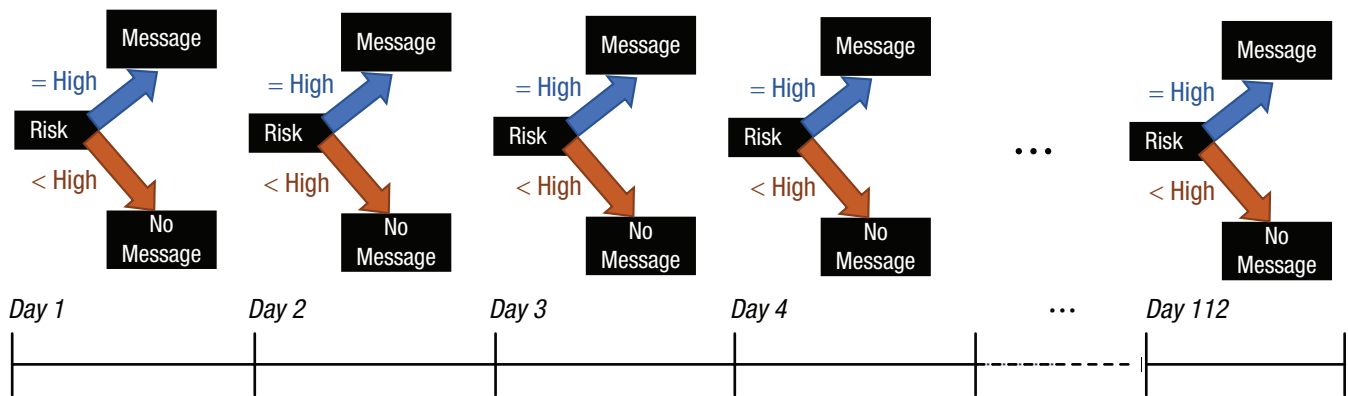 Message
= High
Risk
< High
No
Message
Message
= High
Risk
< High
No
Message
Message
= High
Risk
< High
No
Message
Message
= High
Risk
< High
No
Message
...
Message
= High
Risk
< High
No
Message
Day 1
Day 2
Day 3
Day 4
...
Day 112